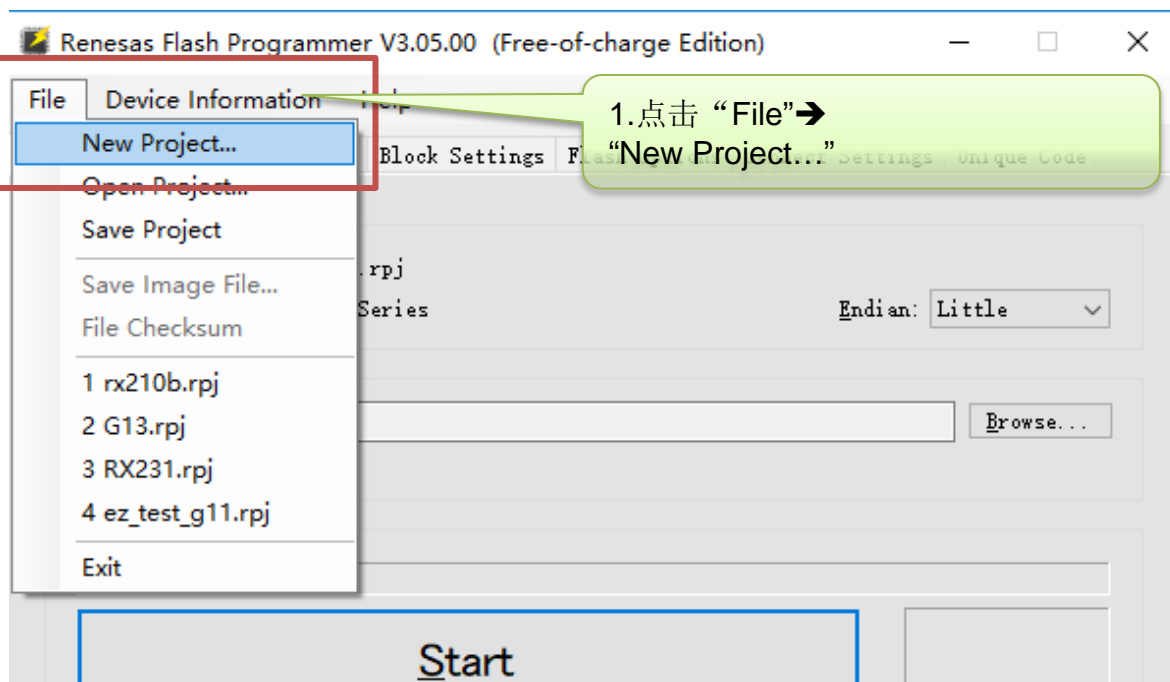 Renesas Flash Programmer V3.05.00 (Free-of-charge Edition)
File Device Information
1.点击“File”➔
“New Project...”
New Project...
Block Settings
Settings Unique Code
Open Project...
Save Project
.rpj
Save Image File...
Series
Endian: Little
File Checksum
1 rx210b.rpj
2 G13.rpj
Browse...
3 RX231.rpj
4 ez_test_g11.rpj
Exit
Start